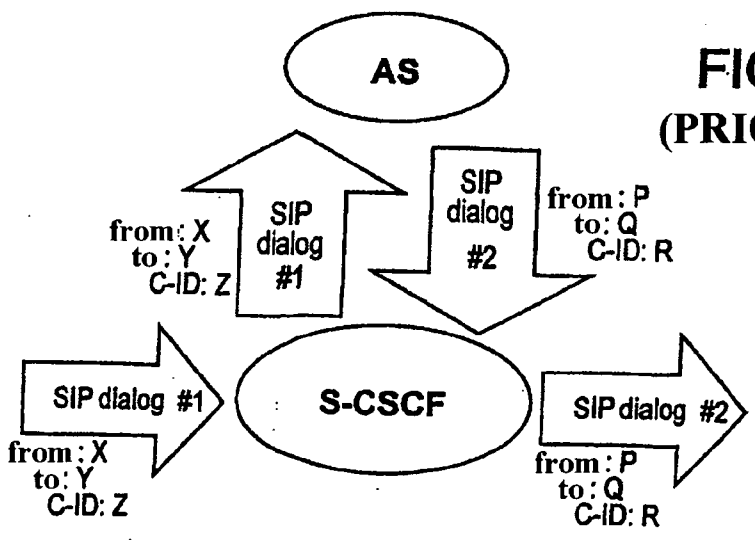 AS
FIG
(PRIO
SIP
dialog
#1
from: X
to: Y
C-ID: Z
SIP
dialog
#2
from: P
to: Q
C-ID: R
SIP dialog #1
from: X
to: Y
C-ID: Z
S-CSCF
SIP dialog #2
from: P
to: Q
C-ID: R